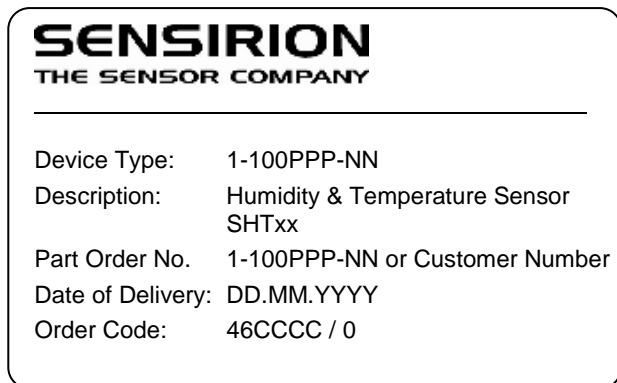 SENSIRION
THE SENSOR COMPANY
Device Type: 1-100PPP-NN
Description: Humidity & Temperature Sensor
SHTxx
Part Order No. 1-100PPP-NN or Customer Number
Date of Delivery: DD.MM.YYYY
Order Code: 46CCCC / 0